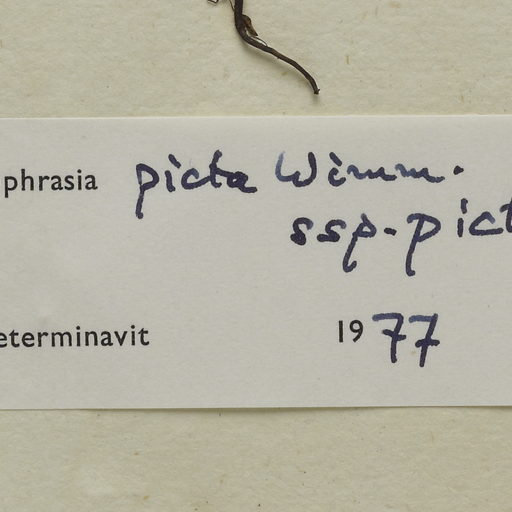 phrasia picta Wimm.
ssp. pict
eterminavit 1977